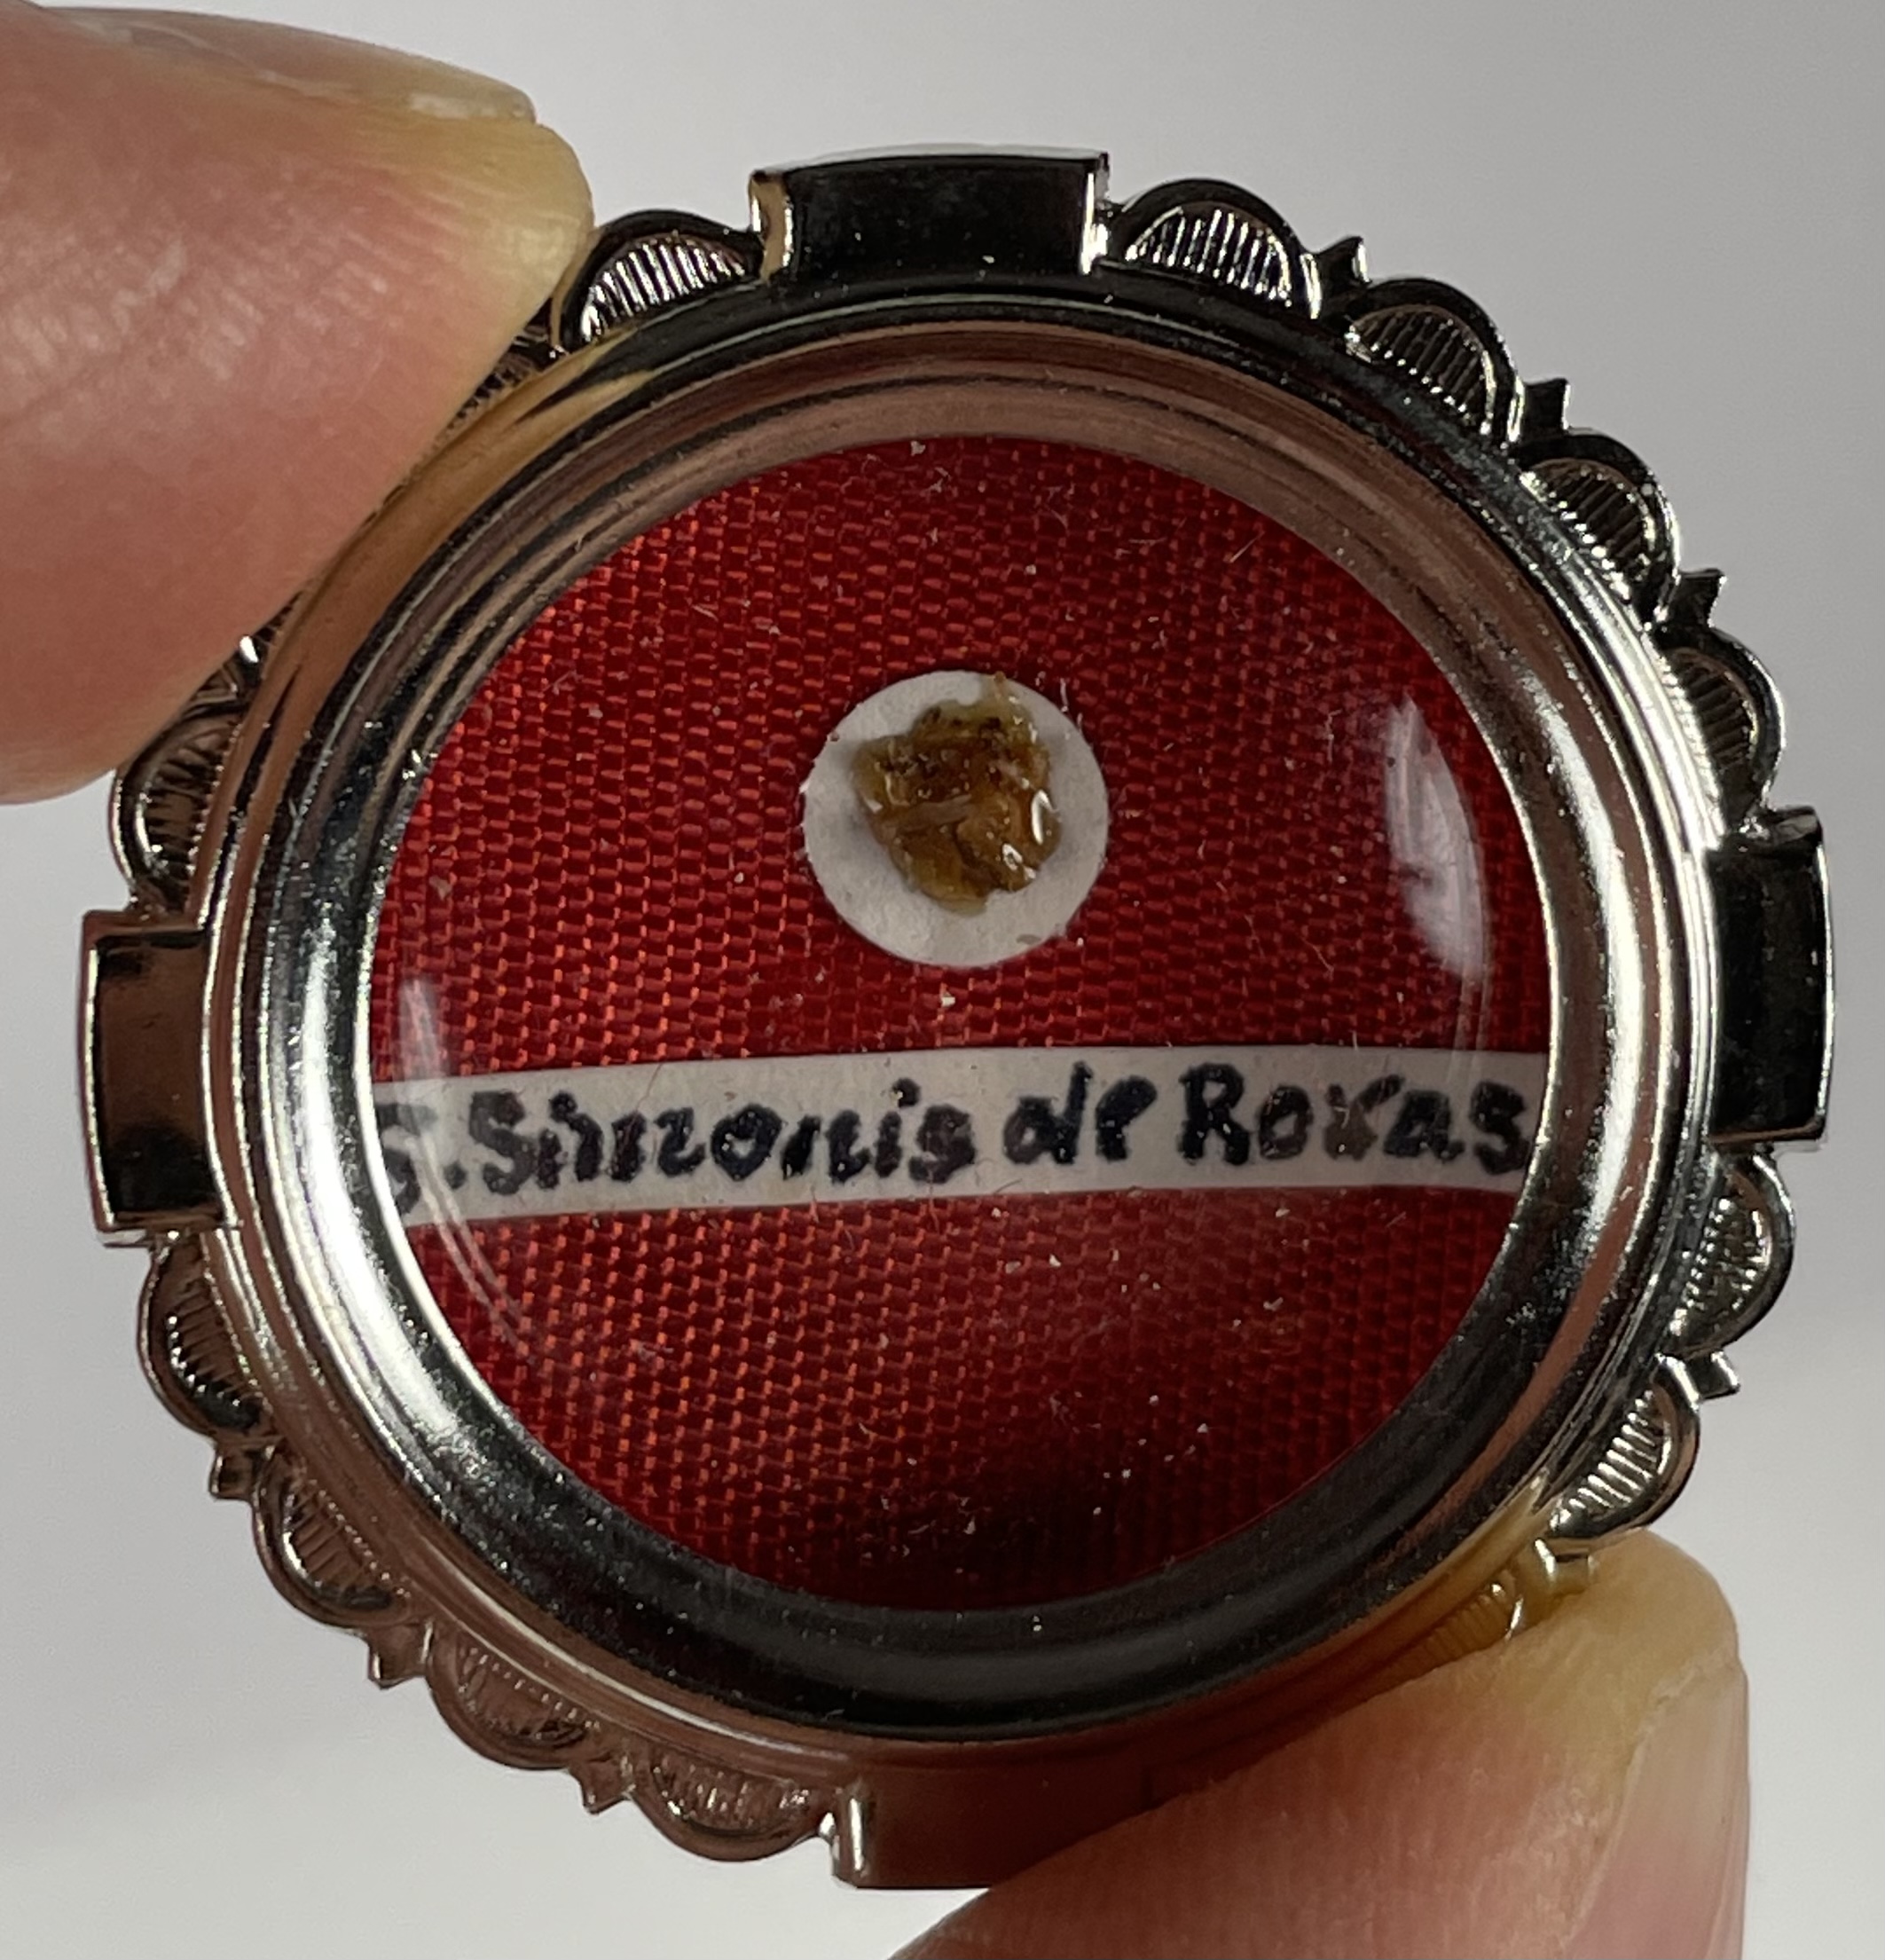 S. Simonis de Roxas